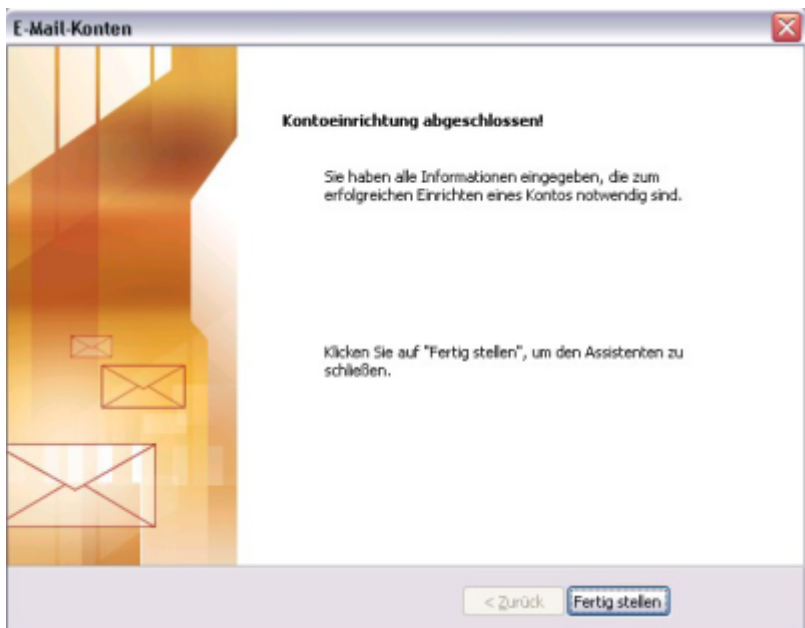 E-Mail-Konten
Kontoeinrichtung abgeschlossen!
Sie haben alle Informationen eingegeben, die zum
erfolgreichen Einrichten eines Kontos notwendig sind.
Klicken Sie auf "Fertig stellen", um den Assistenten zu
schließen.
< Zurück
Fertig stellen